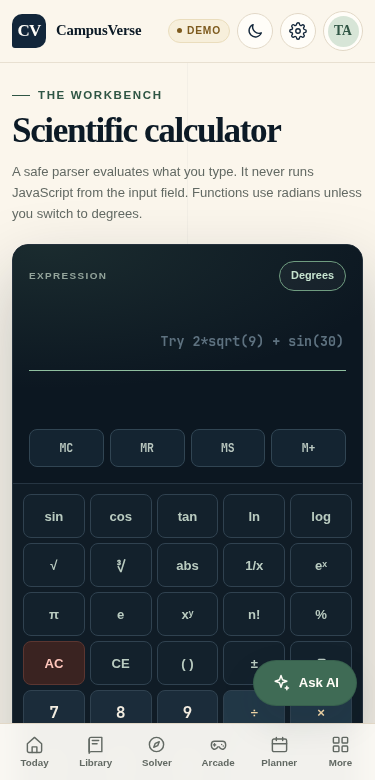 CV CampusVerse DEMO TA
THE WORKBENCH
Scientific calculator
A safe parser evaluates what you type. It never runs
JavaScript from the input field. Functions use radians unless
you switch to degrees.
EXPRESSION Degrees
Try 2*sqrt(9) + sin(30)
MC MR MS M+
sin cos tan ln log
√ ∛ abs 1/x eˣ
π e xʸ n! %
AC CE ( ) ±
Ask AI
7 8 9 ÷ ×
Today Library Solver Arcade Planner More